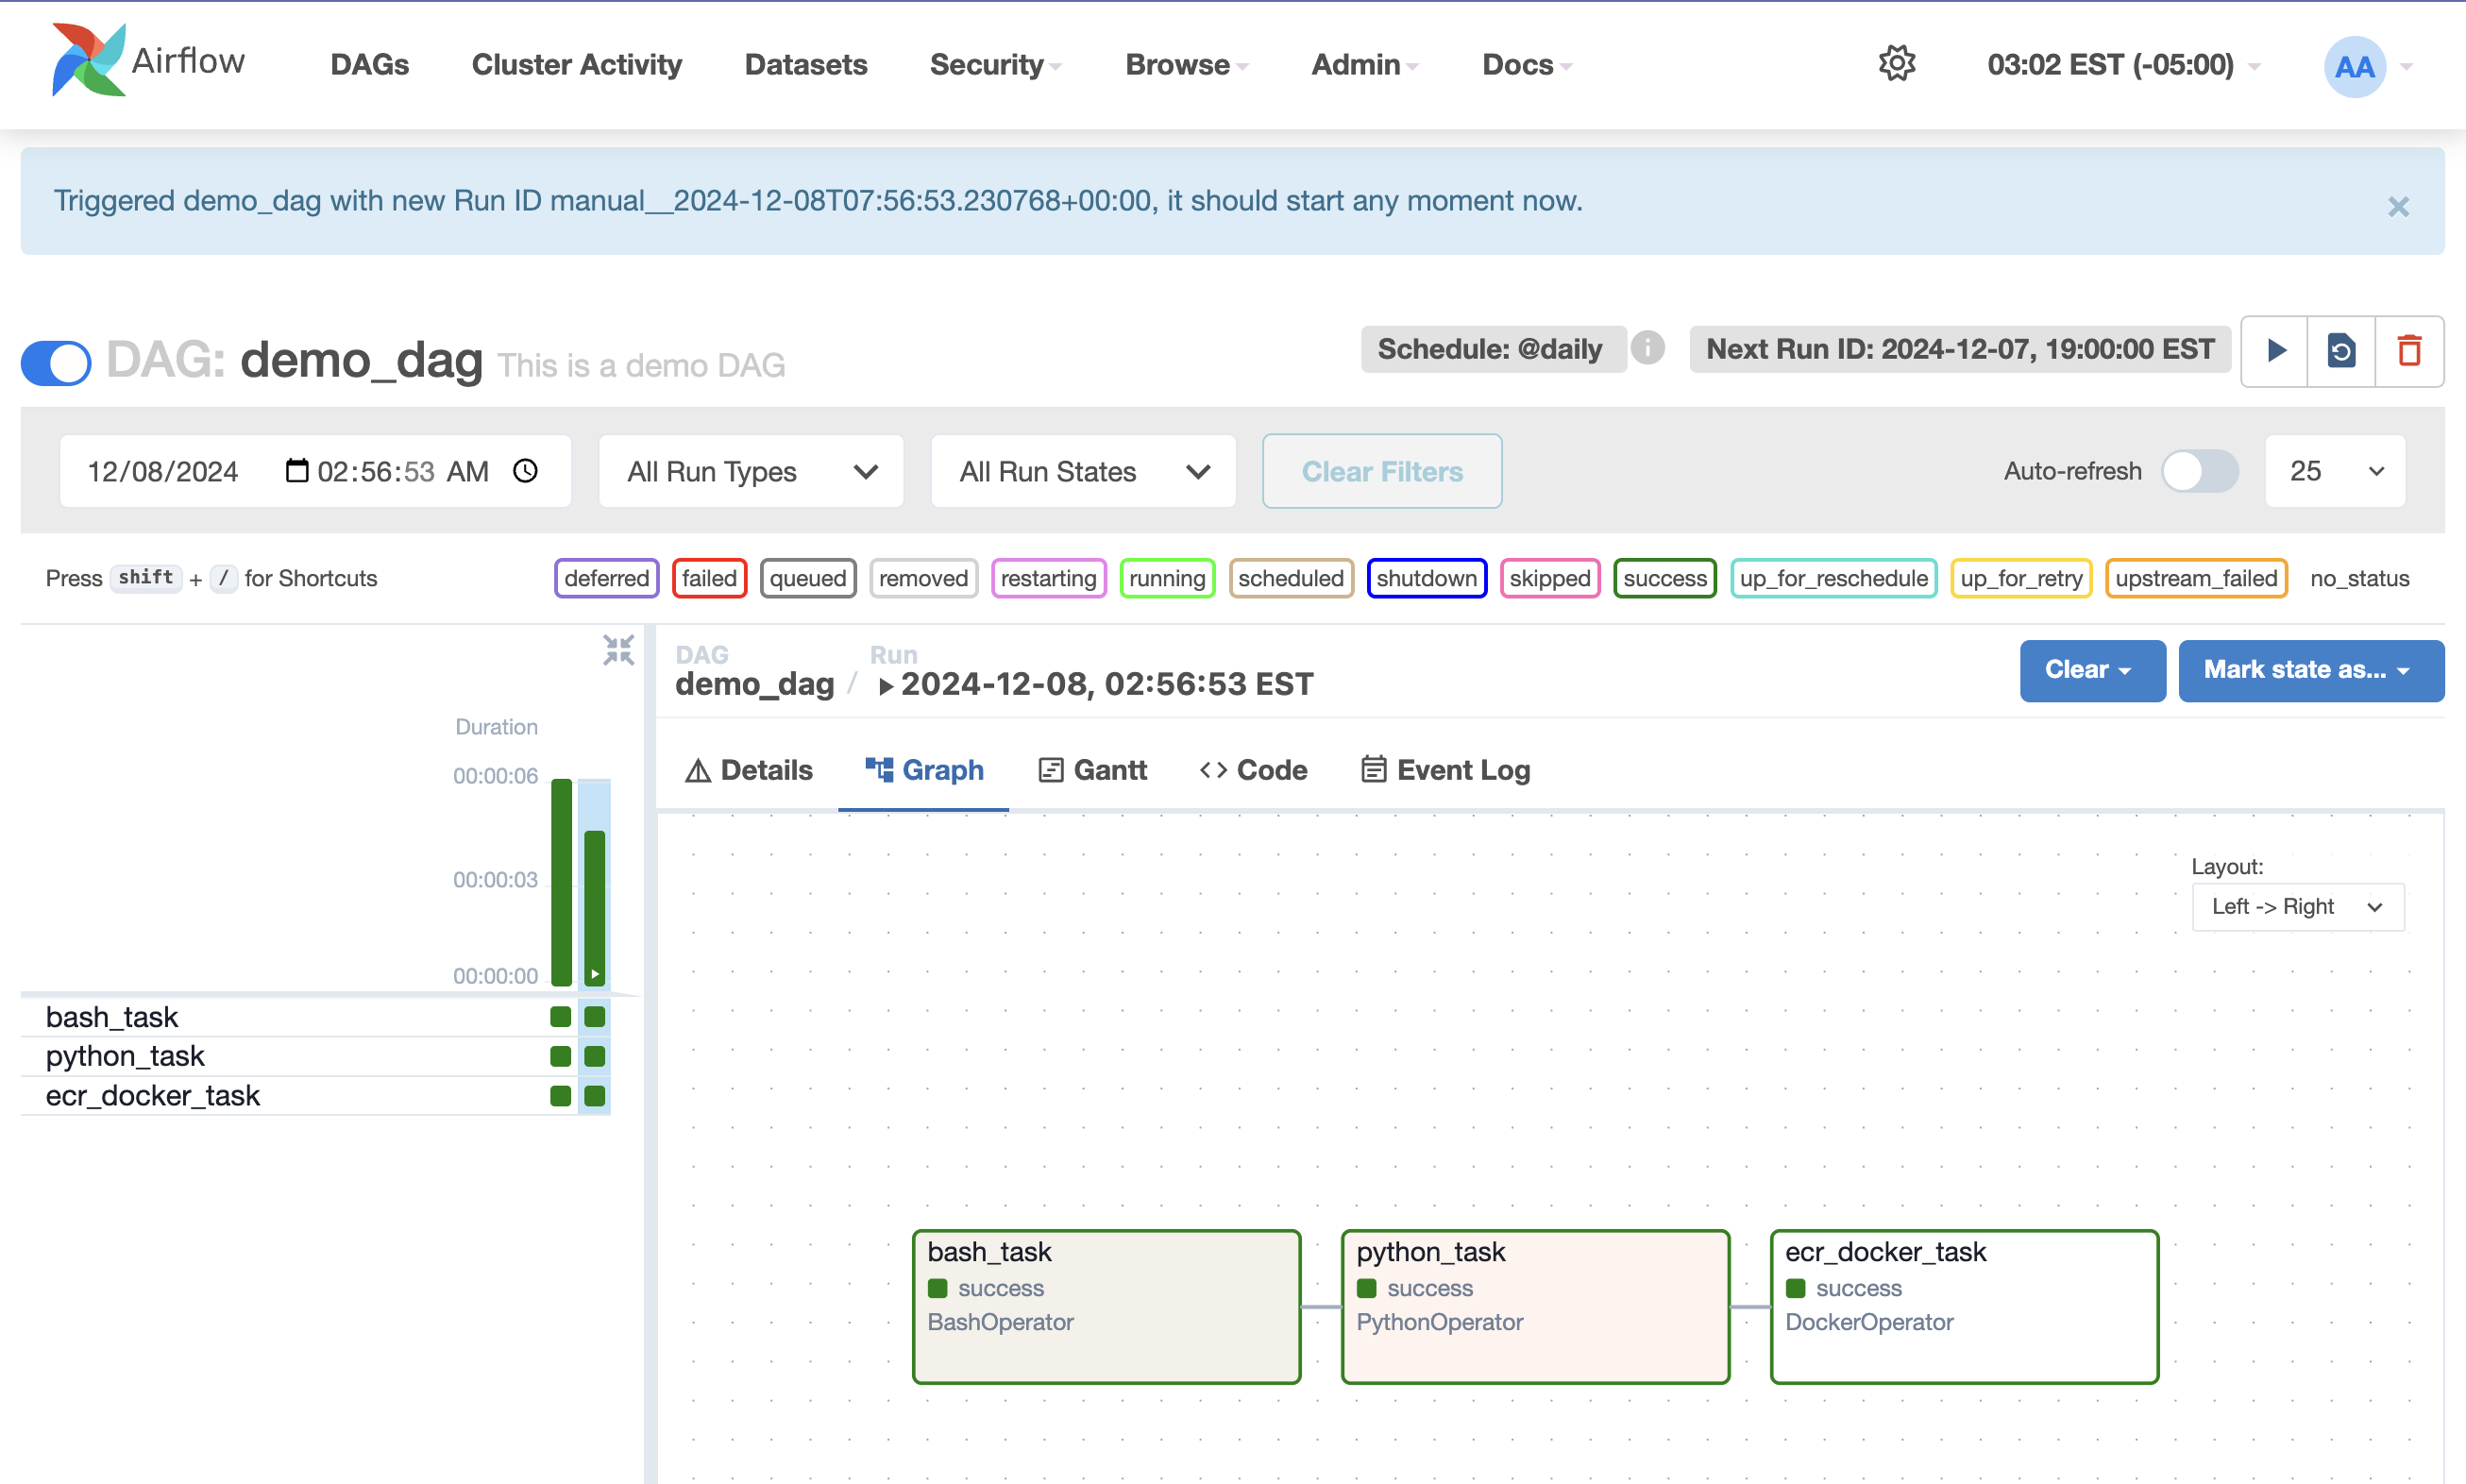 Airflow DAGs Cluster Activity Datasets Security Browse Admin Docs 03:02 EST (-05:00) AA
Triggered demo_dag with new Run ID manual__2024-12-08T07:56:53.230768+00:00, it should start any moment now. ×
DAG: demo_dag This is a demo DAG Schedule: @daily i Next Run ID: 2024-12-07, 19:00:00 EST
12/08/2024 02:56:53 AM All Run Types All Run States Clear Filters Auto-refresh 25
Press shift + / for Shortcuts deferred failed queued removed restarting running scheduled shutdown skipped success up_for_reschedule up_for_retry upstream_failed no_status
DAG Run
demo_dag / 2024-12-08, 02:56:53 EST Clear Mark state as...
Duration
00:00:06
00:00:03
00:00:00
bash_task
python_task
ecr_docker_task
Details Graph Gantt Code Event Log
Layout:
Left -> Right
bash_task
success
BashOperator
python_task
success
PythonOperator
ecr_docker_task
success
DockerOperator